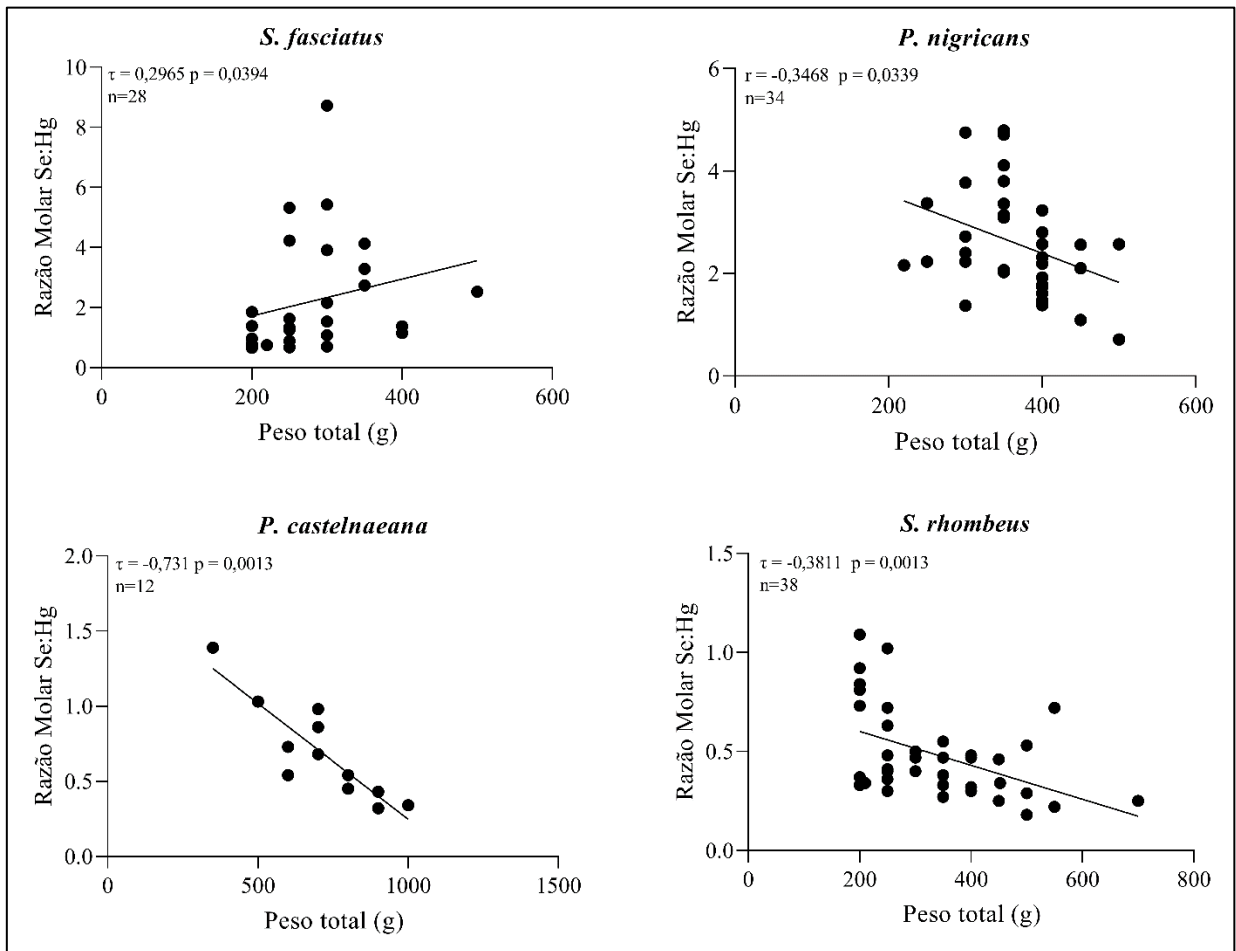 S. fasciatus
τ = 0,2965 p = 0,0394
n=28
Razão Molar Se:Hg
10
8
6
4
2
0
0
200
400
600
Peso total (g)
P. nigricans
r = -0,3468 p = 0,0339
n=34
Razão Molar Se:Hg
6
4
2
0
0
200
400
600
Peso total (g)
P. castelnaeana
τ = -0,731 p = 0,0013
n=12
Razão Molar Se:Hg
2.0
1.5
1.0
0.5
0.0
0
500
1000
1500
Peso total (g)
S. rhombeus
τ = -0,3811 p = 0,0013
n=38
Razão Molar Se:Hg
1.5
1.0
0.5
0.0
0
200
400
600
800
Peso total (g)